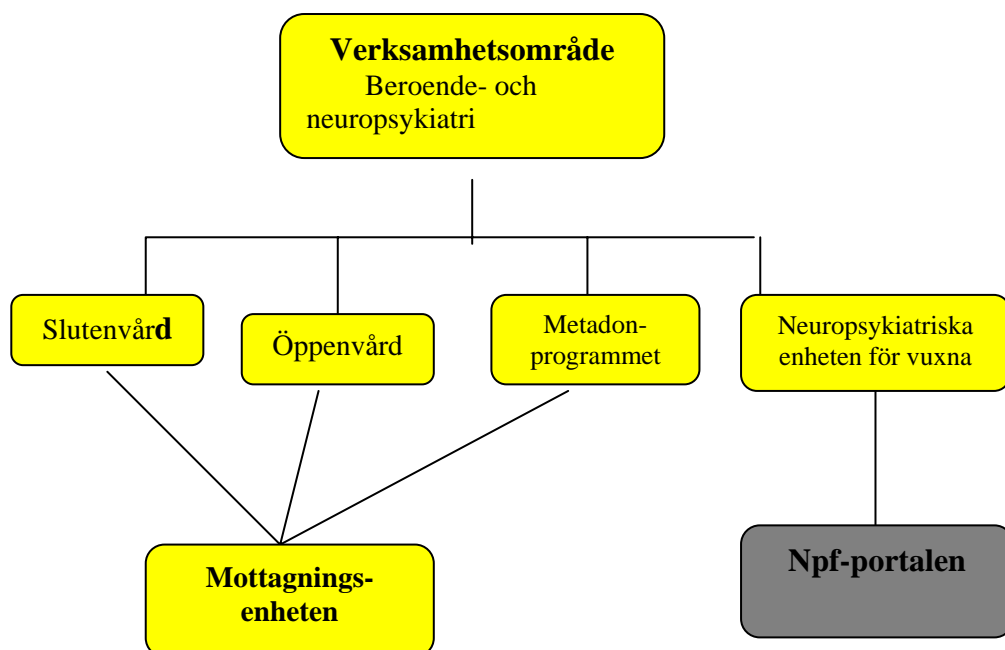 Verksamhetsområde
Beroende- och
neuropsykiatri
Slutenvård
Öppenvård
Metadon-
programmet
Neuropsykiatriska
enheten för vuxna
Mottagnings-
enheten
Npf-portalen